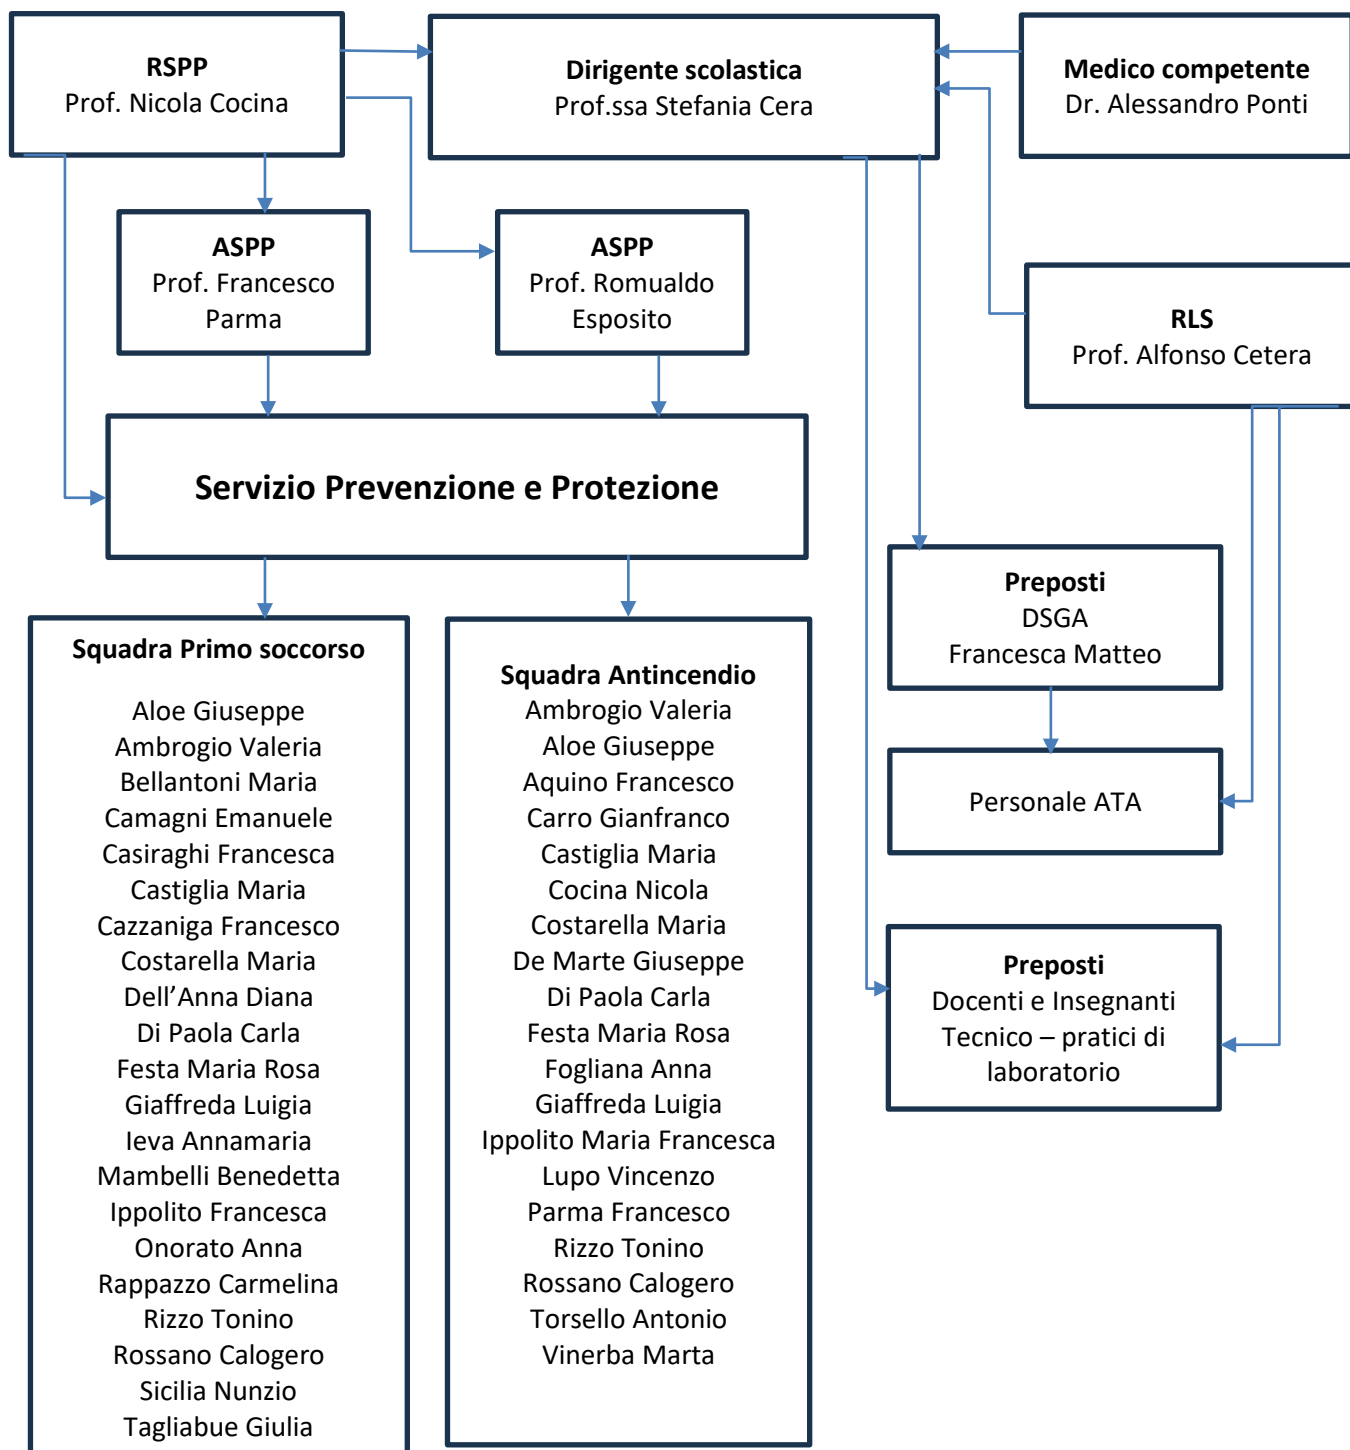 RSPP
Prof. Nicola Cocina
Dirigente scolastica
Prof.ssa Stefania Cera
Medico competente
Dr. Alessandro Ponti
ASPP
Prof. Francesco
Parma
ASPP
Prof. Romualdo
Esposito
RLS
Prof. Alfonso Cetera
Servizio Prevenzione e Protezione
Preposti
DSGA
Francesca Matteo
Personale ATA
Preposti
Docenti e Insegnanti
Tecnico – pratici di
laboratorio
Squadra Primo soccorso
Aloe Giuseppe
Ambrogio Valeria
Bellantoni Maria
Camagni Emanuele
Casiraghi Francesca
Castiglia Maria
Cazzaniga Francesco
Costarella Maria
Dell’Anna Diana
Di Paola Carla
Festa Maria Rosa
Giaffreda Luigia
Ieva Annamaria
Mambelli Benedetta
Ippolito Francesca
Onorato Anna
Rappazzo Carmelina
Rizzo Tonino
Rossano Calogero
Sicilia Nunzio
Tagliabue Giulia
Squadra Antincendio
Ambrogio Valeria
Aloe Giuseppe
Aquino Francesco
Carro Gianfranco
Castiglia Maria
Cocina Nicola
Costarella Maria
De Marte Giuseppe
Di Paola Carla
Festa Maria Rosa
Fogliana Anna
Giaffreda Luigia
Ippolito Maria Francesca
Lupo Vincenzo
Parma Francesco
Rizzo Tonino
Rossano Calogero
Torsello Antonio
Vinerba Marta